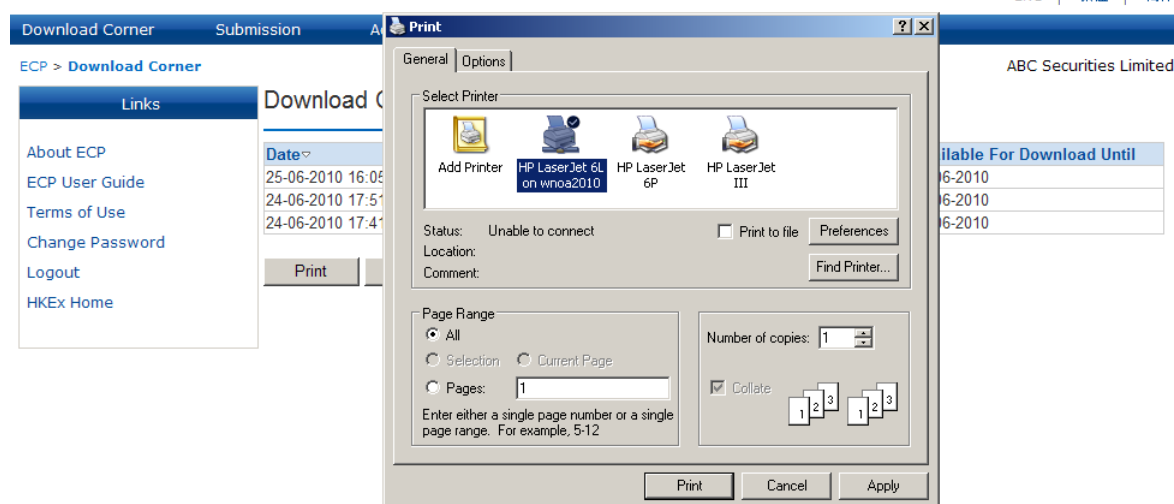 Download Corner Submission
Print
ECP > Download Corner
ABC Securities Limited
General Options
Links
Download
Select Printer
About ECP
ECP User Guide
Terms of Use
Change Password
Logout
HKEx Home
Date
25-06-2010 16:05
24-06-2010 17:51
24-06-2010 17:41
Print
Add Printer
HP LaserJet 6L
on wnoa2010
HP LaserJet
6P
HP LaserJet
III
Status: Unable to connect
Print to file
Preferences
Location:
Comment:
Find Printer...
Page Range
All
Selection Current Page
Pages: 1
Enter either a single page number or a single
page range. For example, 5-12
Number of copies: 1
Collate
1 2 3 1 2 3
Print Cancel Apply
ilable For Download Until
06-2010
06-2010
06-2010